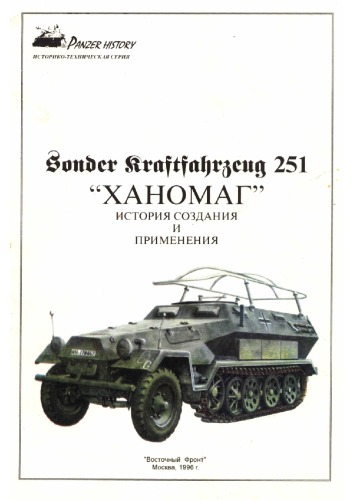 PANZER HISTORY
ИСТОРИКО-ТЕХНИЧЕСКАЯ СЕРИЯ
Sonder Kraftfahrzeug 251
“ХАНОМАГ”
ИСТОРИЯ СОЗДАНИЯ
И
ПРИМЕНЕНИЯ
"Восточный Фронт"
Москва, 1996 г.